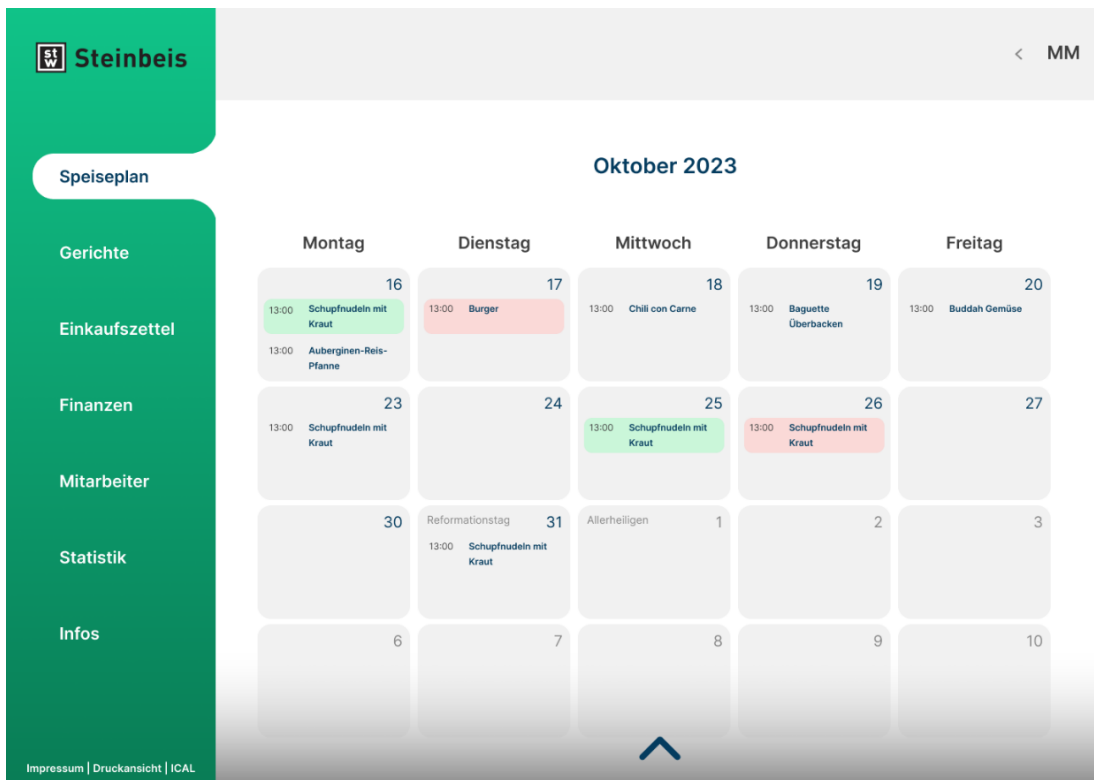 stw Steinbeis
< MM
Speiseplan
Gerichte
Einkaufszettel
Finanzen
Mitarbeiter
Statistik
Infos
Impressum | Druckansicht | ICAL
Oktober 2023
Montag Dienstag Mittwoch Donnerstag Freitag
16
13:00 Schupfnudeln mit
Kraut
13:00 Auberginen-Reis-
Pfanne
17
13:00 Burger
18
13:00 Chili con Carne
19
13:00 Baguette
Überbacken
20
13:00 Buddah Gemüse
23
13:00 Schupfnudeln mit
Kraut
24
25
13:00 Schupfnudeln mit
Kraut
26
13:00 Schupfnudeln mit
Kraut
27
30
Reformationstag 31
13:00 Schupfnudeln mit
Kraut
Allerheiligen 1
2
3
6
7
8
9
10